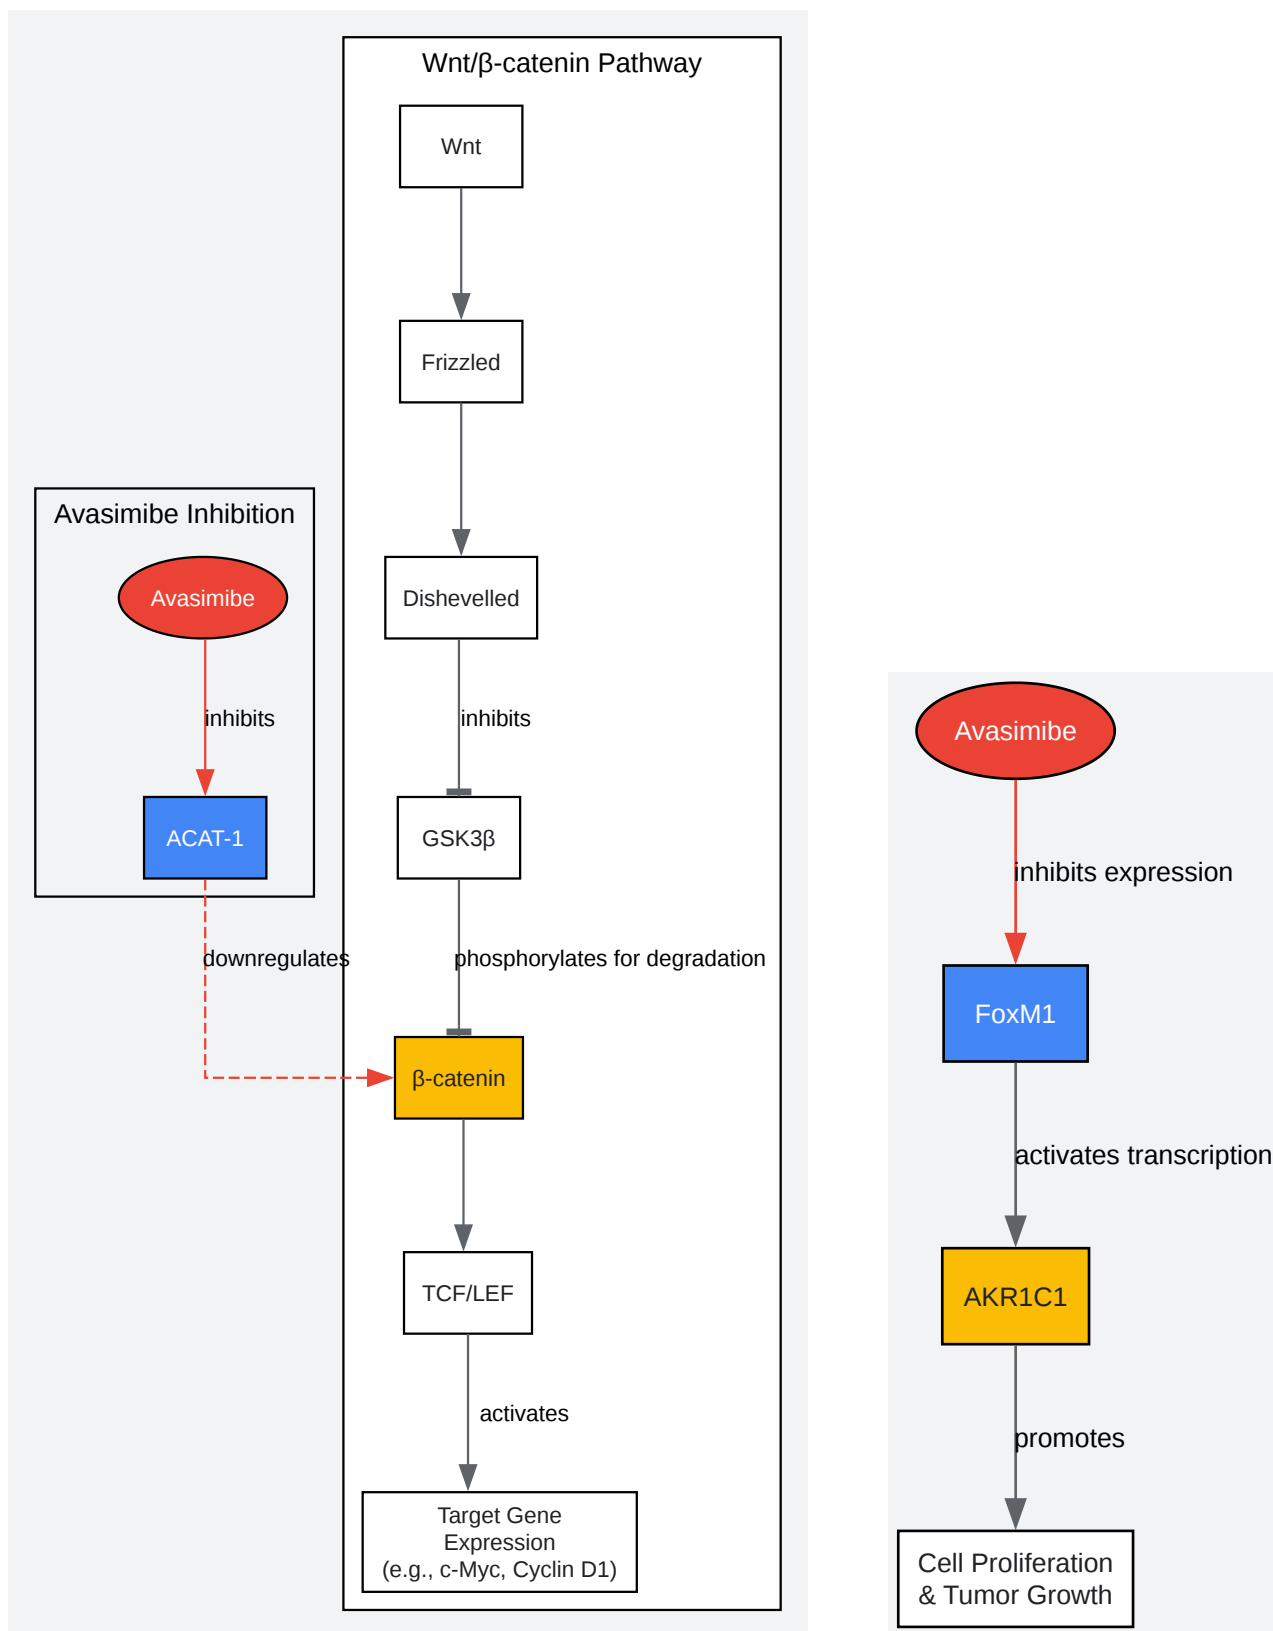 Wnt/β-catenin Pathway
Wnt
Frizzled
Avasimibe Inhibition
Avasimibe
Dishevelled
inhibits
inhibits
ACAT-1
GSK3β
downregulates
phosphorylates for degradation
β-catenin
TCF/LEF
activates
Target Gene
Expression
(e.g., c-Myc, Cyclin D1)
Avasimibe
inhibits expression
FoxM1
activates transcription
AKR1C1
promotes
Cell Proliferation
& Tumor Growth